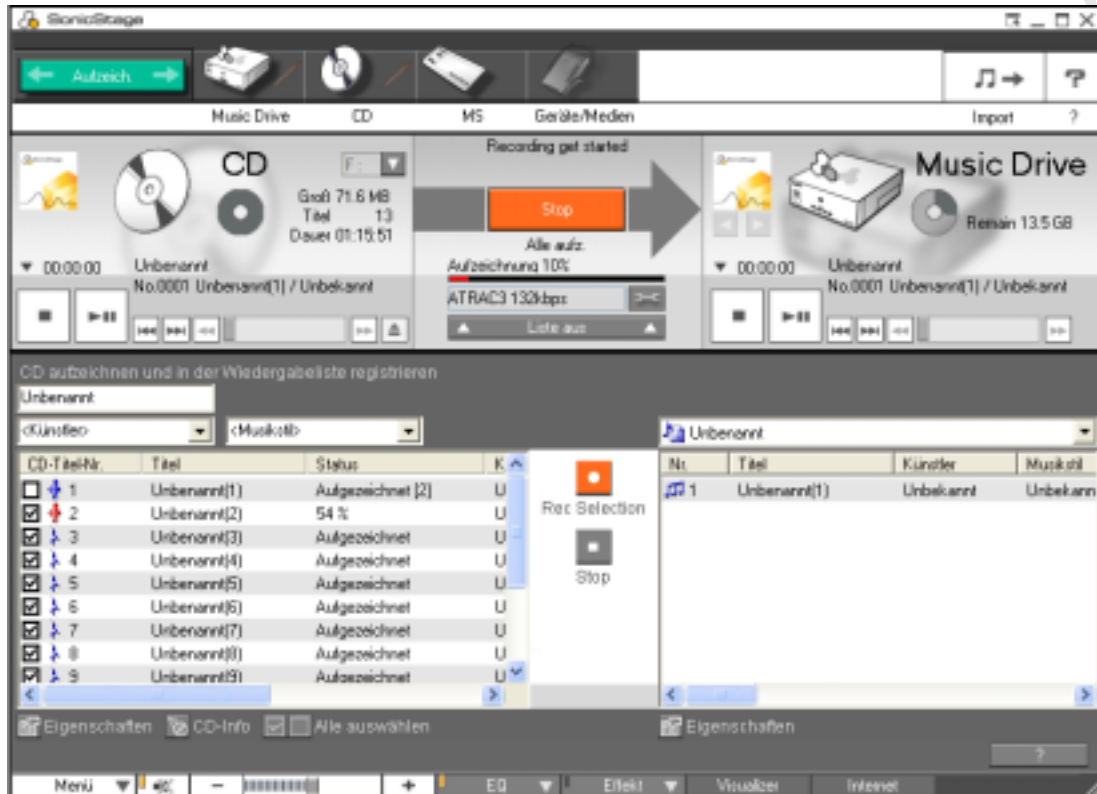 SonicStage
Aufzeich.
Music Drive CD MS Geräte/Medien Import ?
CD
F:
Groß 71.6 MB
Titel 13
Dauer 01:15:51
00:00:00 Unbenannt
No.0001 Unbenannt(1) / Unbekannt
Recording get started
Stop
Alle aufz.
Aufzeichnung 10%
ATRAC3 132kbps
Liste aus
Music Drive
Remain 13.5 GB
00:00:00 Unbenannt
No.0001 Unbenannt(1) / Unbekannt
CD aufzeichnen und in der Wiedergabeliste registrieren
Unbenannt
<Künstler> <Musikstil>
CD-Titel-Nr. Titel Status K
1 Unbenannt(1) Aufgezeichnet [2] U
2 Unbenannt(2) 54 % U
3 Unbenannt(3) Aufgezeichnet U
4 Unbenannt(4) Aufgezeichnet U
5 Unbenannt(5) Aufgezeichnet U
6 Unbenannt(6) Aufgezeichnet U
7 Unbenannt(7) Aufgezeichnet U
8 Unbenannt(8) Aufgezeichnet U
9 Unbenannt(9) Aufgezeichnet U
Rec Selection
Stop
Unbenannt
Nr. Titel Künstler Musikstil
1 Unbenannt(1) Unbekannt Unbekann
Eigenschaften CD-Info Alle auswählen
Eigenschaften
?
Menü - + EQ Effekt Visualizer Internet